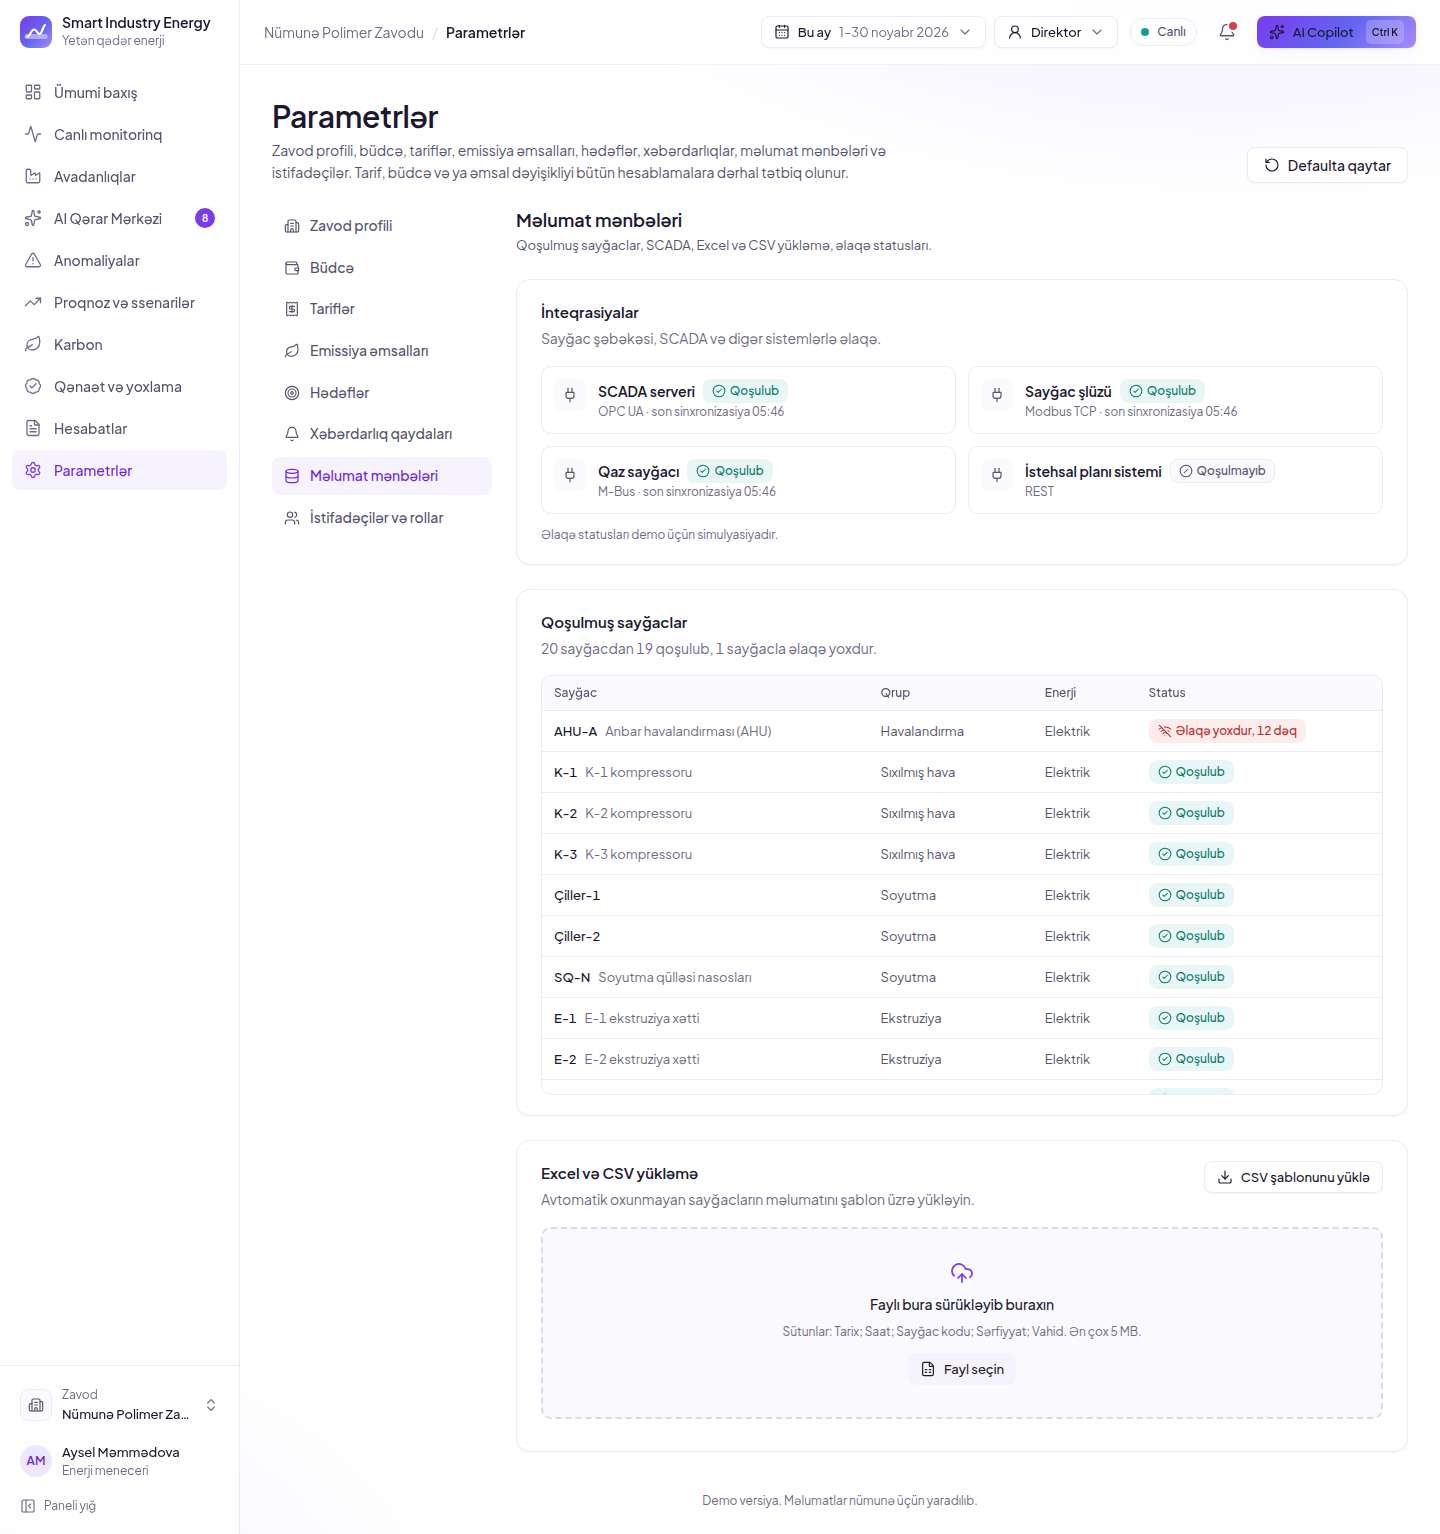 Smart Industry Energy
Yetən qədər enerji
Ümumi baxış
Canlı monitorinq
Avadanlıqlar
AI Qərar Mərkəzi 8
Anomaliyalar
Proqnoz və ssenarilər
Karbon
Qənaət və yoxlama
Hesabatlar
Parametrlər
Zavod
Nümunə Polimer Za...
AM
Aysel Məmmədova
Enerji meneceri
Paneli yığ
Nümunə Polimer Zavodu / Parametrlər
Bu ay 1–30 noyabr 2026
Direktor
Canlı
AI Copilot Ctrl K
Parametrlər
Zavod profili, büdcə, tariflər, emissiya əmsalları, hədəflər, xəbərdarlıqlar, məlumat mənbələri və
istifadəçilər. Tarif, büdcə və ya əmsal dəyişikliyi bütün hesablamalara dərhal tətbiq olunur.
Defaulta qaytar
Zavod profili
Büdcə
Tariflər
Emissiya əmsalları
Hədəflər
Xəbərdarlıq qaydaları
Məlumat mənbələri
İstifadəçilər və rollar
Məlumat mənbələri
Qoşulmuş sayğaclar, SCADA, Excel və CSV yükləmə, əlaqə statusları.
İnteqrasiyalar
Sayğac şəbəkəsi, SCADA və digər sistemlərlə əlaqə.
SCADA serveri Qoşulub
OPC UA · son sinxronizasiya 05:46
Sayğac şlüzü Qoşulub
Modbus TCP · son sinxronizasiya 05:46
Qaz sayğacı Qoşulub
M-Bus · son sinxronizasiya 05:46
İstehsal planı sistemi Qoşulmayıb
REST
Əlaqə statusları demo üçün simulyasiyadır.
Qoşulmuş sayğaclar
20 sayğacdan 19 qoşulub, 1 sayğacla əlaqə yoxdur.
Sayğac Qrup Enerji Status
AHU-A Anbar havalandırması (AHU) Havalandırma Elektrik Əlaqə yoxdur, 12 dəq
K-1 K-1 kompressoru Sıxılmış hava Elektrik Qoşulub
K-2 K-2 kompressoru Sıxılmış hava Elektrik Qoşulub
K-3 K-3 kompressoru Sıxılmış hava Elektrik Qoşulub
Çiller-1 Soyutma Elektrik Qoşulub
Çiller-2 Soyutma Elektrik Qoşulub
SQ-N Soyutma qülləsi nasosları Soyutma Elektrik Qoşulub
E-1 E-1 ekstruziya xətti Ekstruziya Elektrik Qoşulub
E-2 E-2 ekstruziya xətti Ekstruziya Elektrik Qoşulub
Excel və CSV yükləmə
Avtomatik oxunmayan sayğacların məlumatını şablon üzrə yükləyin.
CSV şablonunu yüklə
Faylı bura sürükləyib buraxın
Sütunlar: Tarix; Saat; Sayğac kodu; Sərfiyyat; Vahid. Ən çox 5 MB.
Fayl seçin
Demo versiya. Məlumatlar nümunə üçün yaradılıb.